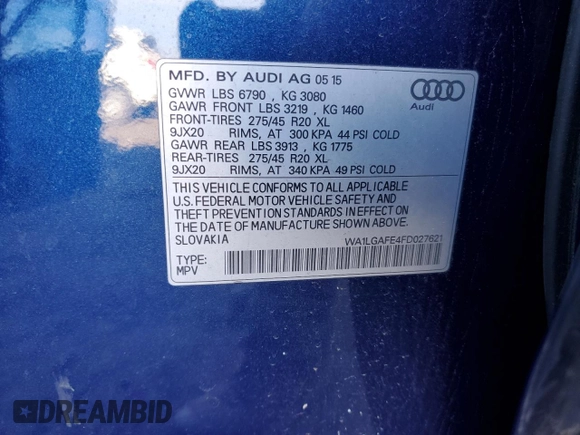 MFD. BY AUDI AG 05 15
GVWR LBS 6790 , KG 3080
GAWR FRONT LBS 3219 , KG 1460
FRONT-TIRES 275/45 R20 XL
9JX20 RIMS, AT 300 KPA 44 PSI COLD
GAWR REAR LBS 3913 , KG 1775
REAR-TIRES 275/45 R20 XL
9JX20 RIMS, AT 340 KPA 49 PSI COLD
Audi
THIS VEHICLE CONFORMS TO ALL APPLICABLE
U.S. FEDERAL MOTOR VEHICLE SAFETY AND
THEFT PREVENTION STANDARDS IN EFFECT ON
THE DATE OF MANUFACTURE SHOWN ABOVE.
SLOVAKIA
WA1LGAFE4FD027621
TYPE:
MPV
DREAMBID